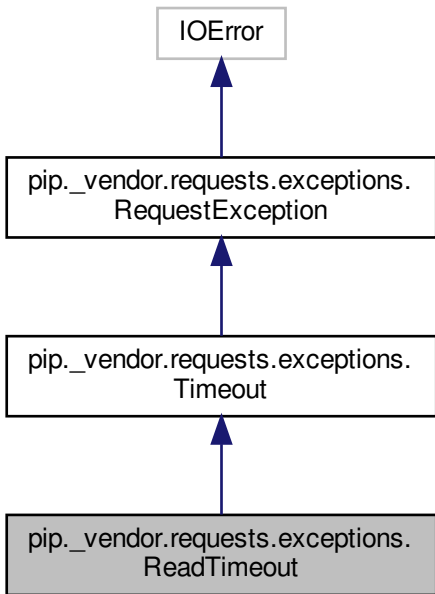 IOError
pip._vendor.requests.exceptions.
RequestException
pip._vendor.requests.exceptions.
Timeout
pip._vendor.requests.exceptions.
ReadTimeout